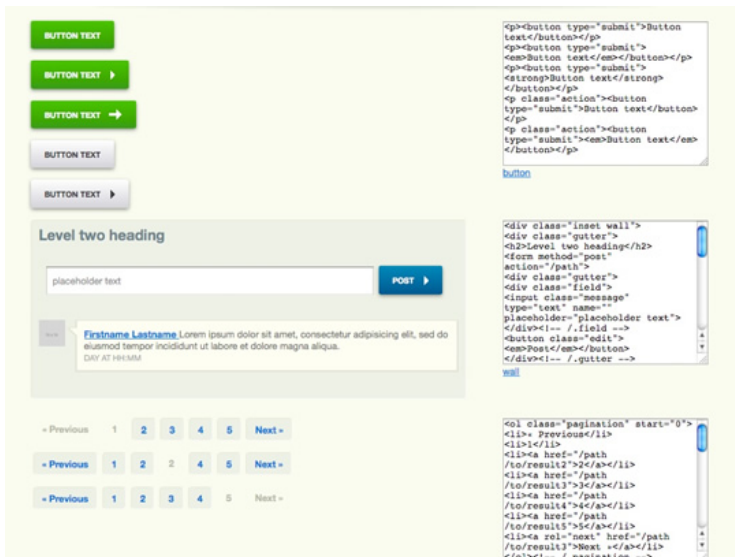 BUTTON TEXT
BUTTON TEXT
BUTTON TEXT
BUTTON TEXT
BUTTON TEXT
<p><button type="submit">Button
text</button></p>
<p><button type="submit">
<em>Button text</em></button></p>
<p><button type="submit">
<strong>Button text</strong>
</button></p>
<p class="action"><button
type="submit">Button text</button>
</p>
<p class="action"><button
type="submit"><em>Button text</em>
</button></p>
button
Level two heading
placeholder text
POST
Firstname Lastname Lorem ipsum dolor sit amet, consectetur adipisicing elit, sed do
eiusmod tempor incididunt ut labore et dolore magna aliqua.
DAY AT HH:MM
<div class="inset wall">
<div class="gutter">
<h2>Level two heading</h2>
<form method="post"
action="/path">
<div class="gutter">
<div class="field">
<input class="message"
type="text" name=""
placeholder="placeholder text">
</div><!-- /.field -->
<button class="edit">
<em>Post</em></button>
</div><!-- /.gutter -->
wall
« Previous 1 2 3 4 5 Next »
« Previous 1 2 2 4 5 Next »
« Previous 1 2 3 4 5 Next »
<ol class="pagination" start="0">
<li>« Previous</li>
<li>1</li>
<li><a href="/path
/to/result2">2</a></li>
<li><a href="/path
/to/result3">3</a></li>
<li><a href="/path
/to/result4">4</a></li>
<li><a href="/path
/to/result5">5</a></li>
<li><a rel="next" href="/path
/to/result3">Next »</a></li>
</ol><!-- /.pagination -->